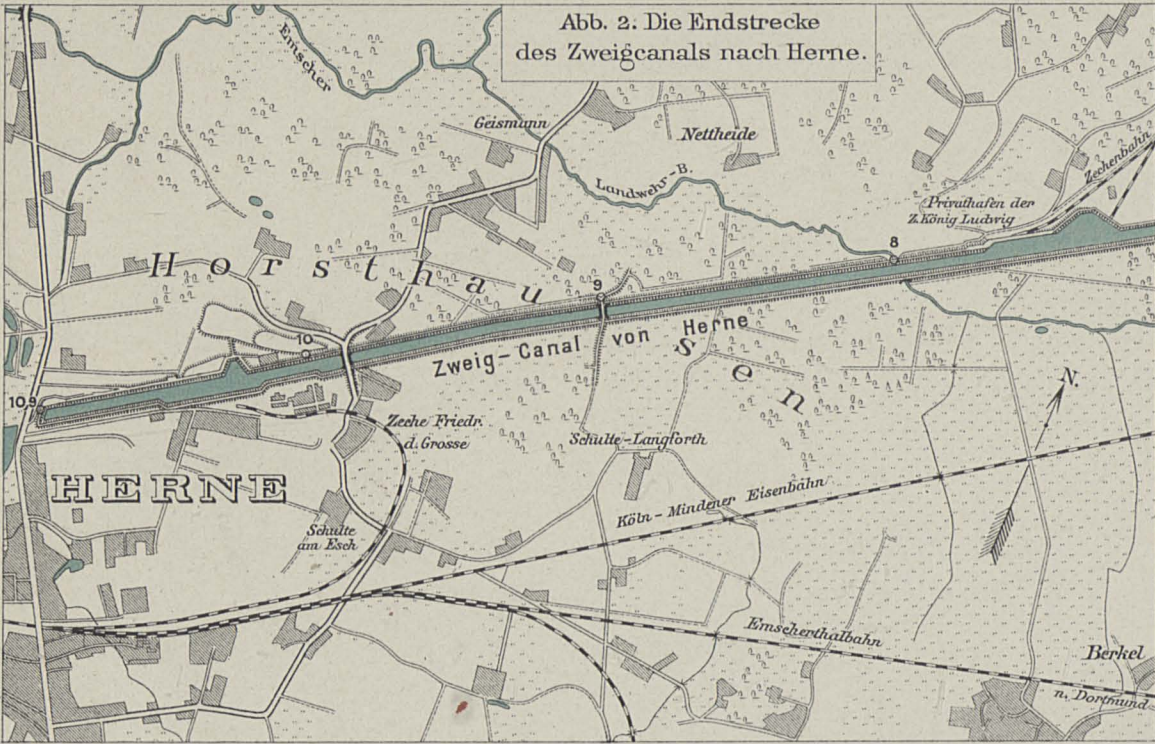 Abb. 2. Die Endstrecke
des Zweigcanals nach Herne.
Emscher
Geismann
Nettheide
Landwehr-B.
Zechenbahn
Privathafen der
Z. König Ludwig
8
Horsthausen
9
10
Zweig-Canal von Herne
N.
10,9
Zeche Friedr.
d. Grosse
Schulte-Langforth
HERNE
Köln-Mindener Eisenbahn
Schulte
am Esch
Emscherthalbahn
Berkel
n. Dortmund